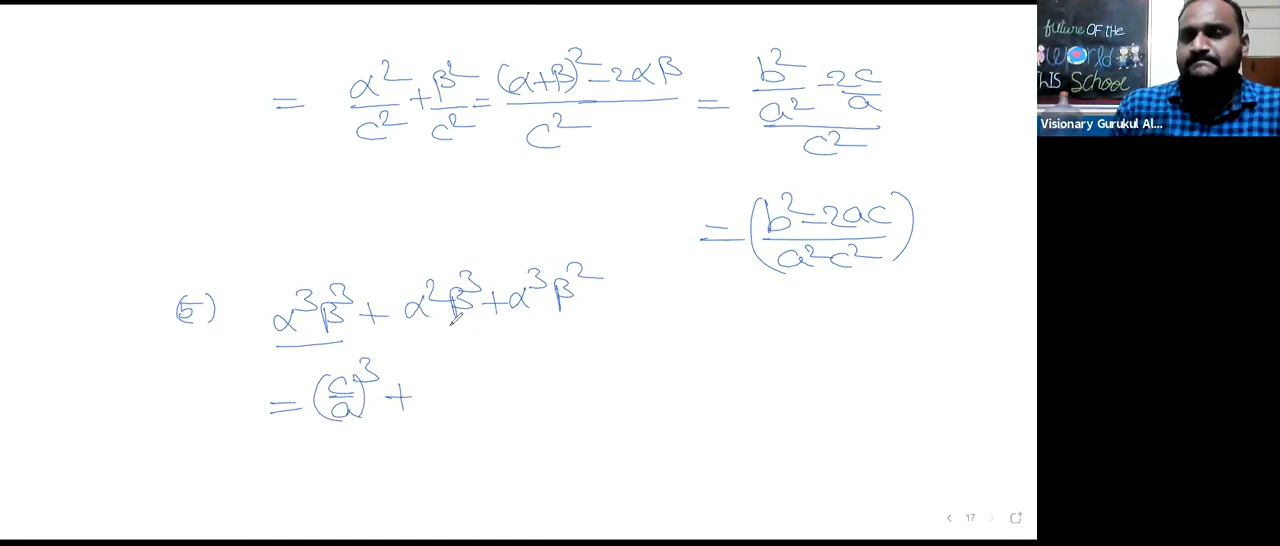 = α²/c² + β²/c² = ((α+β)² - 2αβ)/c² = (b²/a² - 2c/a)/c²
= ((b² - 2ac)/(a²c²))
(5) α³β³ + α²β³ + α³β²
= (c/a)³ +
17
future OF the
World
THIS School
Visionary Gurukul Al...